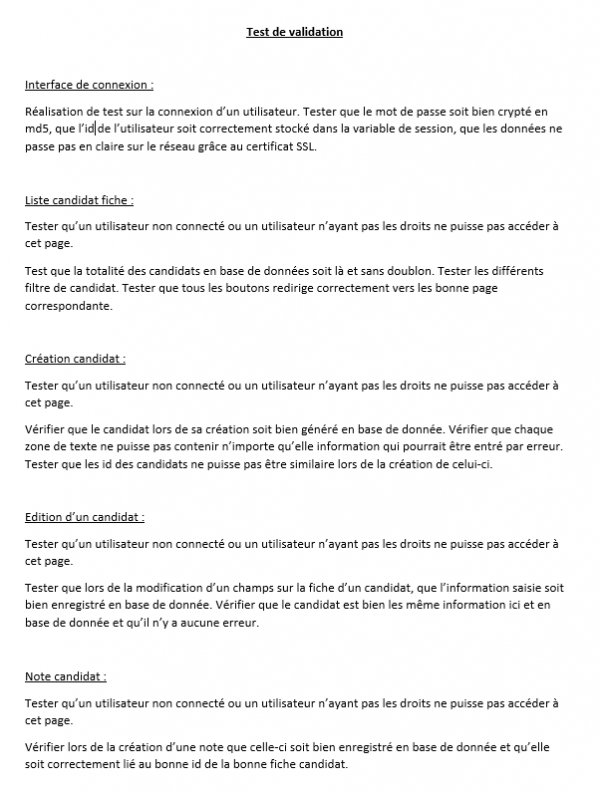 Test de validation
Interface de connexion :
Réalisation de test sur la connexion d’un utilisateur. Tester que le mot de passe soit bien crypté en
md5, que l’id de l’utilisateur soit correctement stocké dans la variable de session, que les données ne
passe pas en claire sur le réseau grâce au certificat SSL.
Liste candidat fiche :
Tester qu’un utilisateur non connecté ou un utilisateur n’ayant pas les droits ne puisse pas accéder à
cet page.
Test que la totalité des candidats en base de données soit là et sans doublon. Tester les différents
filtre de candidat. Tester que tous les boutons redirige correctement vers les bonne page
correspondante.
Création candidat :
Tester qu’un utilisateur non connecté ou un utilisateur n’ayant pas les droits ne puisse pas accéder à
cet page.
Vérifier que le candidat lors de sa création soit bien généré en base de donnée. Vérifier que chaque
zone de texte ne puisse pas contenir n’importe qu’elle information qui pourrait être entré par erreur.
Tester que les id des candidats ne puisse pas être similaire lors de la création de celui-ci.
Edition d’un candidat :
Tester qu’un utilisateur non connecté ou un utilisateur n’ayant pas les droits ne puisse pas accéder à
cet page.
Tester que lors de la modification d’un champs sur la fiche d’un candidat, que l’information saisie soit
bien enregistré en base de donnée. Vérifier que le candidat est bien les même information ici et en
base de donnée et qu’il n’y a aucune erreur.
Note candidat :
Tester qu’un utilisateur non connecté ou un utilisateur n’ayant pas les droits ne puisse pas accéder à
cet page.
Vérifier lors de la création d’une note que celle-ci soit bien enregistré en base de donnée et qu’elle
soit correctement lié au bonne id de la bonne fiche candidat.